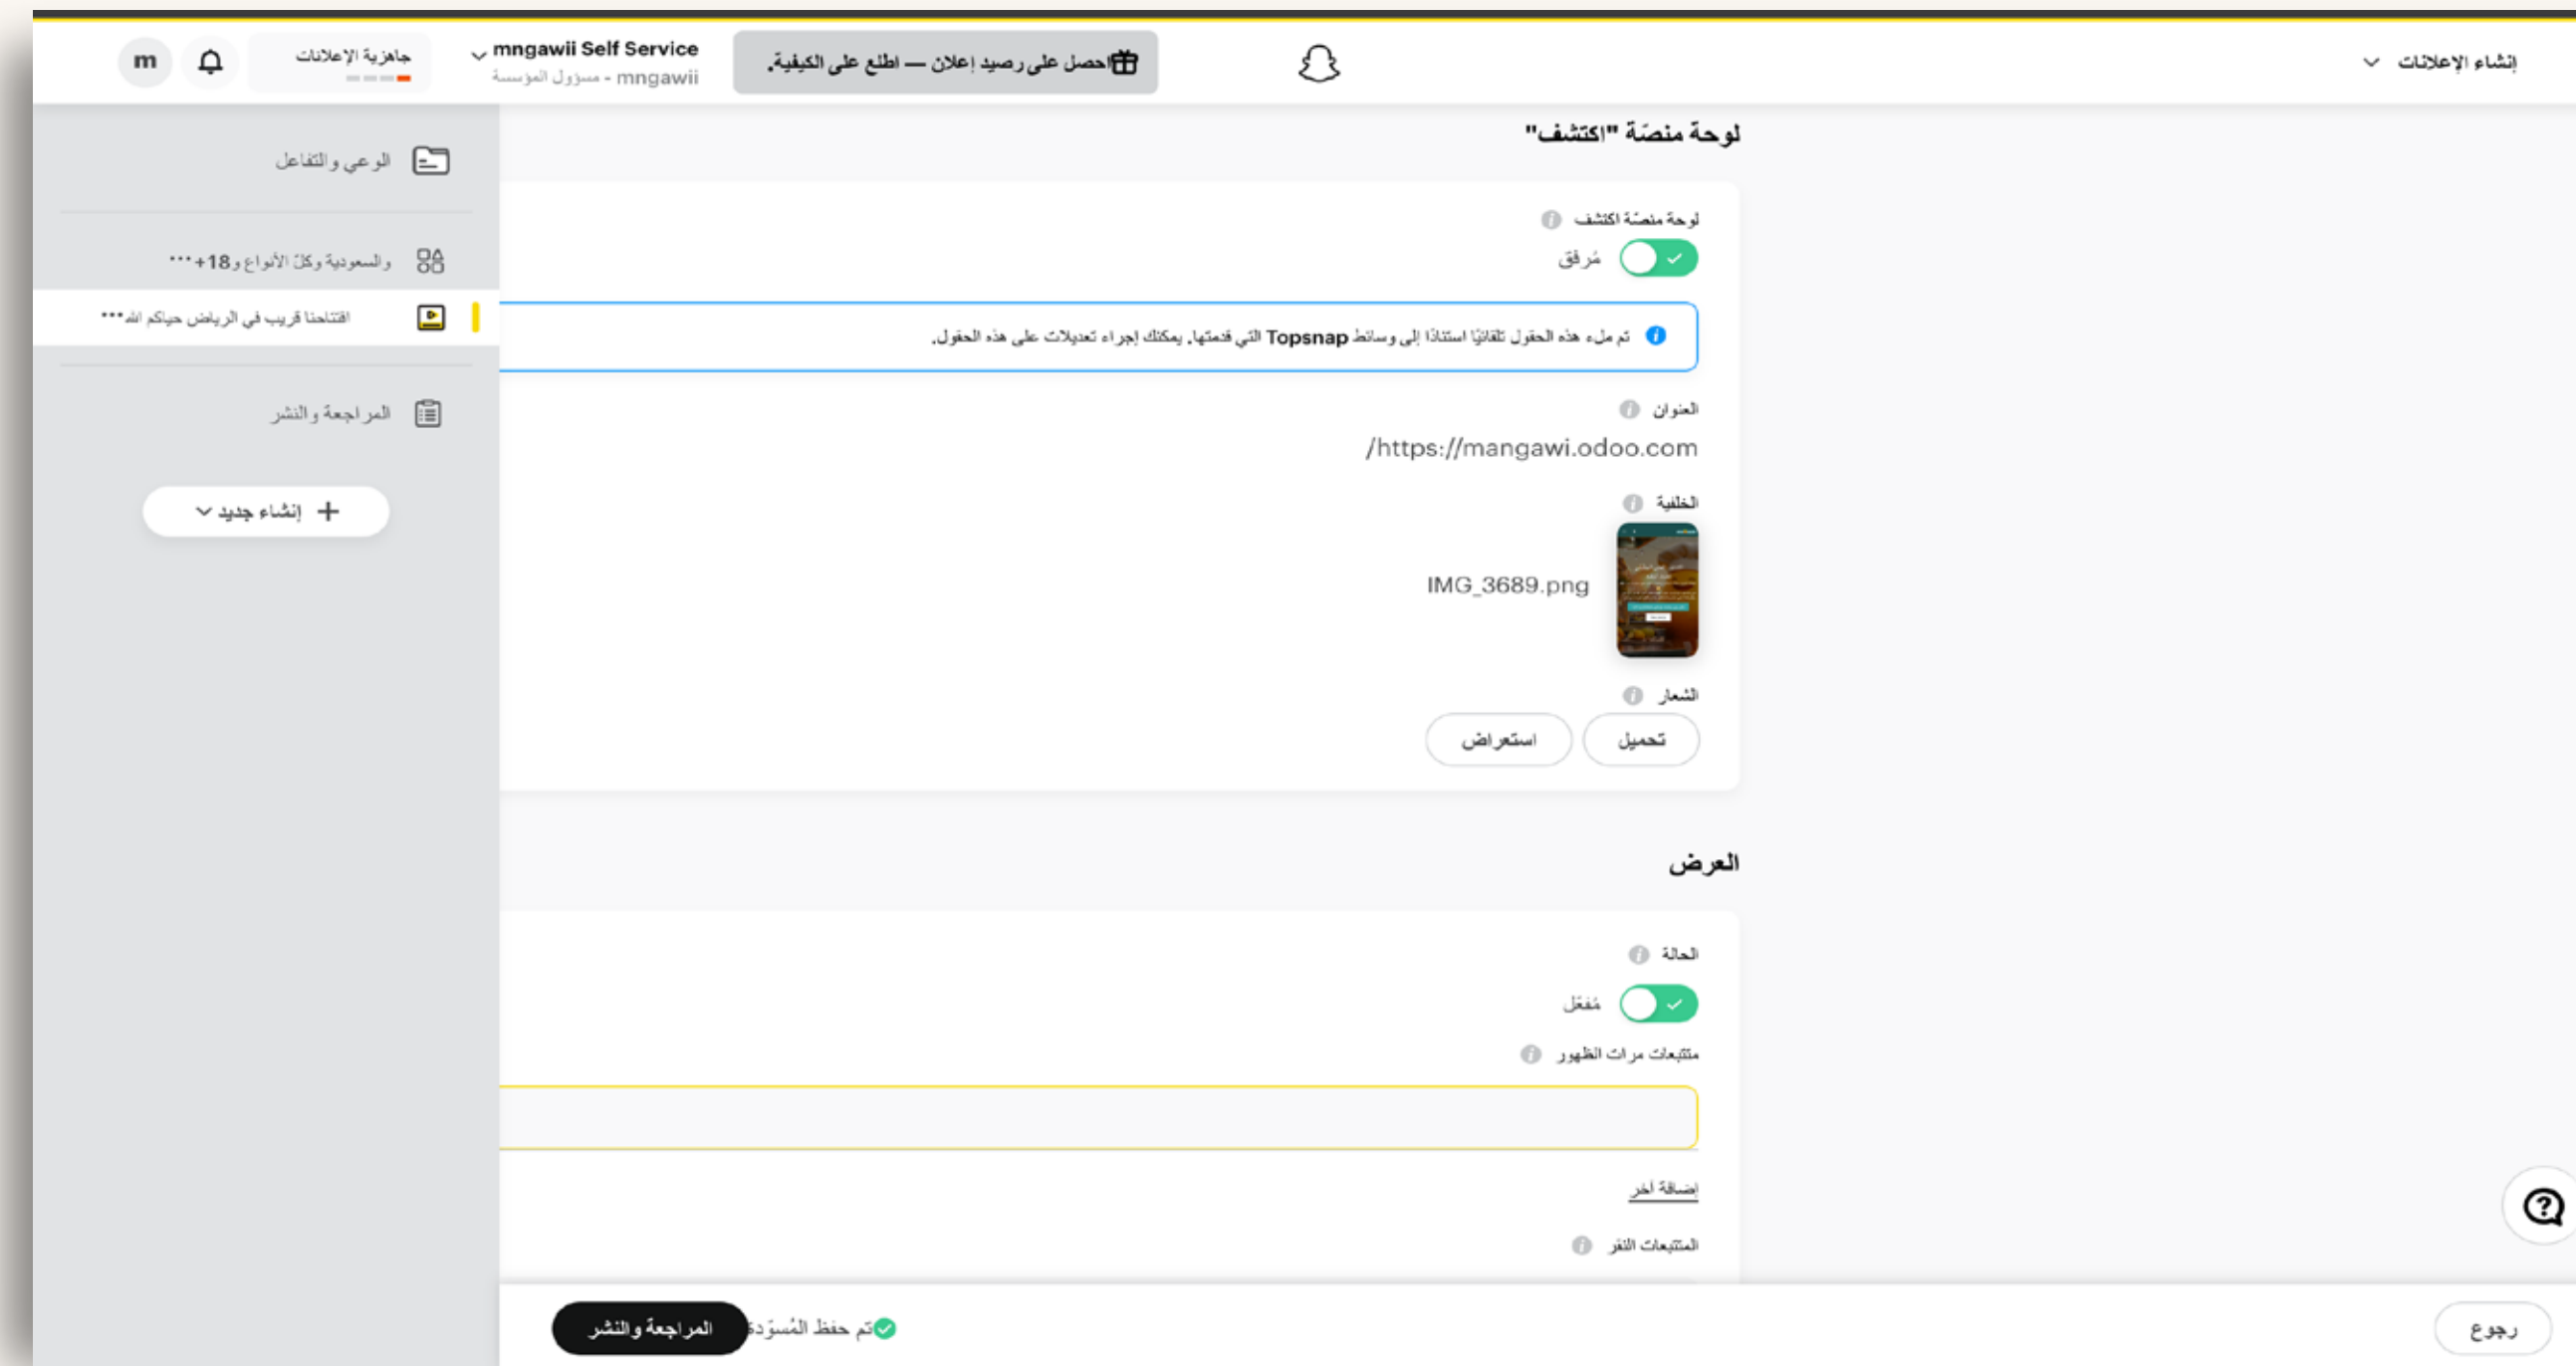 إنشاء الإعلانات
احصل على رصيد إعلان — اطلع على الكيفية.
mngawii Self Service
mngawii - مسؤول المؤسسة
جاهزية الإعلانات
m
الوعي والتفاعل
والسعودية وكل الأنواع و18+ •••
افتتاحنا قريب في الرياض حياكم الله •••
المراجعة والنشر
+ إنشاء جديد
لوحة منصّة "اكتشف"
لوحة منصّة اكتشف
مُرفق
تم ملء هذه الحقول تلقائيًا استنادًا إلى وسائط Topsnap التي قدمتها. يمكنك إجراء تعديلات على هذه الحقول.
العنوان
/https://mangawi.odoo.com
الخلفية
IMG_3689.png
الشعار
تحميل
استعراض
العرض
الحالة
مُفعّل
متتبعات مرات الظهور
إضافة آخر
المتتبعات النقر
رجوع
تم حفظ المُسوّدة
المراجعة والنشر